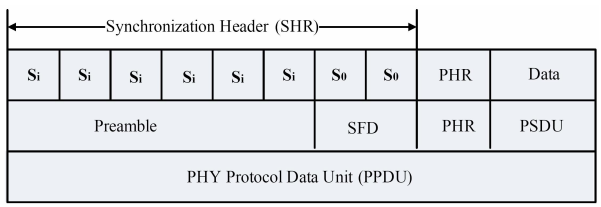 Synchronization Header (SHR)
Si Si Si Si Si Si S0 S0 PHR Data
Preamble SFD PHR PSDU
PHY Protocol Data Unit (PPDU)